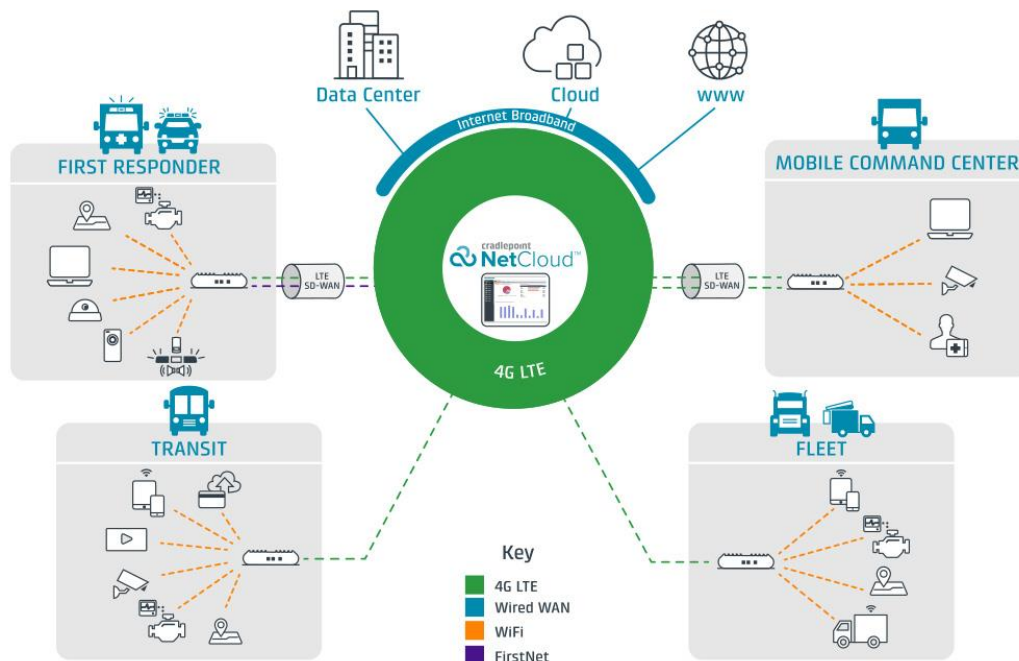 Data Center
Cloud
www
Internet Broadband
FIRST RESPONDER
MOBILE COMMAND CENTER
cradlepoint
NetCloud™
LTE
SD-WAN
LTE
SD-WAN
4G LTE
TRANSIT
FLEET
Key
4G LTE
Wired WAN
WiFi
FirstNet